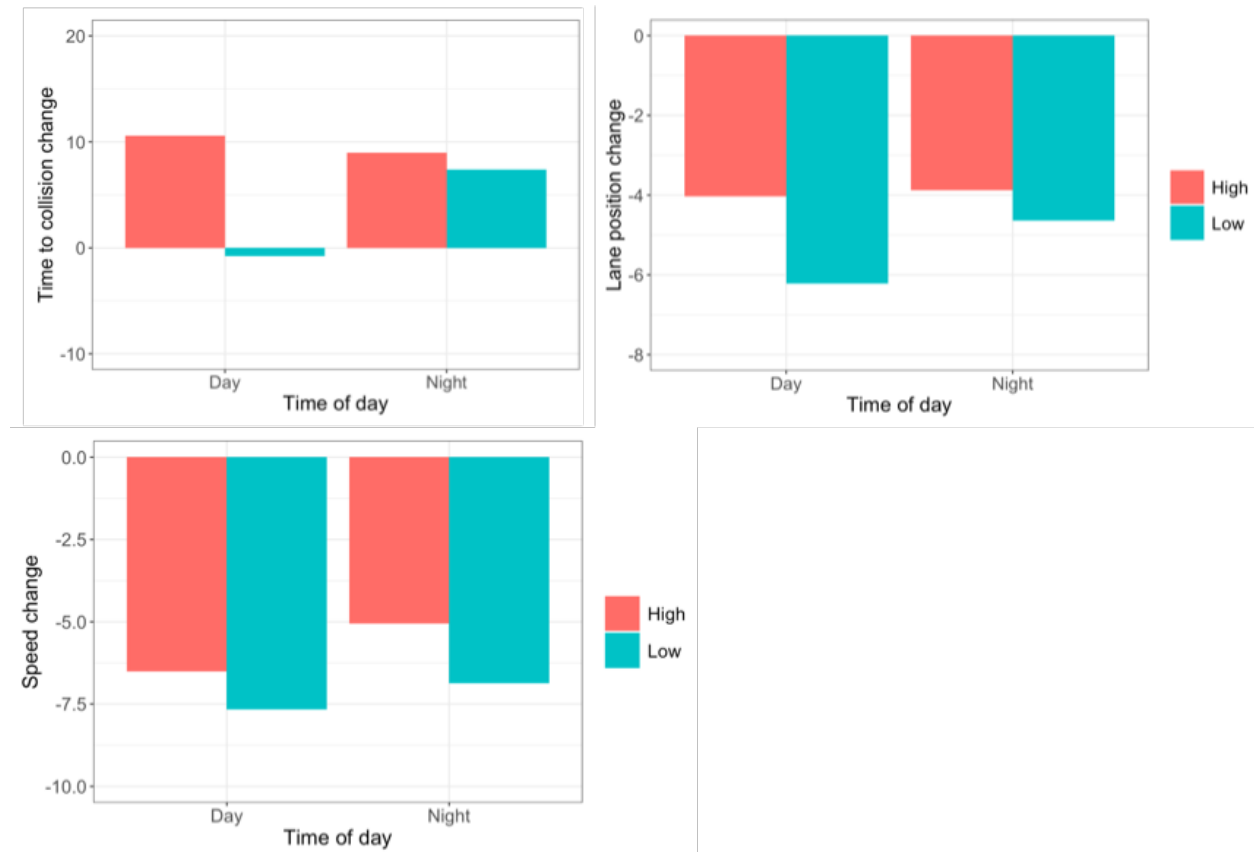 Time to collision change
20
10
0
-10
Day Night
Time of day
Lane position change
0
-2
-4
-6
-8
Day Night
Time of day
High
Low
Speed change
0.0
-2.5
-5.0
-7.5
-10.0
Day Night
Time of day
High
Low